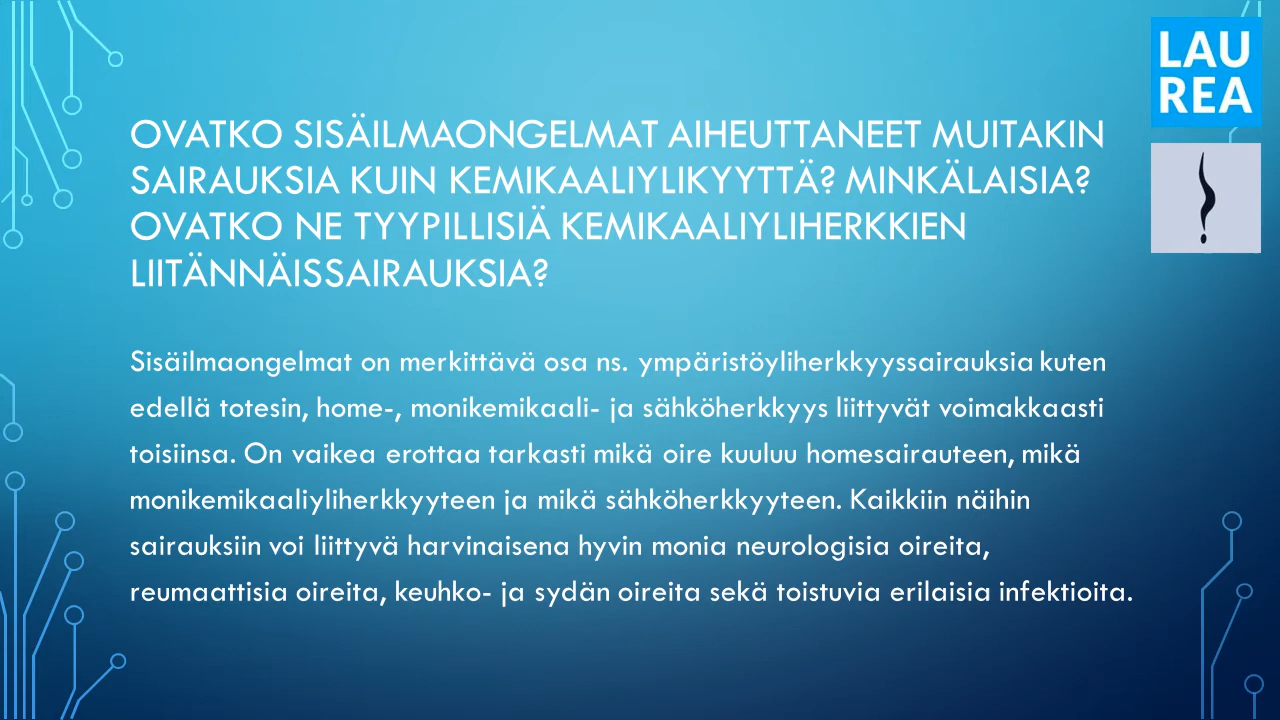 LAU
REA
OVATKO SISÄILMAONGELMAT AIHEUTTANEET MUITAKIN
SAIRAUKSIA KUIN KEMIKAALIYLIKYYTTÄ? MINKÄLAISIA?
OVATKO NE TYYPILLISIÄ KEMIKAALIYLIHERKKIEN
LIITÄNNÄISSAIRAUKSIA?
Sisäilmaongelmat on merkittävä osa ns. ympäristöyliherkkyyssairauksia kuten
edellä totesin, home-, monikemikaali- ja sähköherkkyys liittyvät voimakkaasti
toisiinsa. On vaikea erottaa tarkasti mikä oire kuuluu homesairauteen, mikä
monikemikaaliyliherkkyyteen ja mikä sähköherkkyyteen. Kaikkiin näihin
sairauksiin voi liittyvä harvinaisena hyvin monia neurologisia oireita,
reumaattisia oireita, keuhko- ja sydän oireita sekä toistuvia erilaisia infektioita.